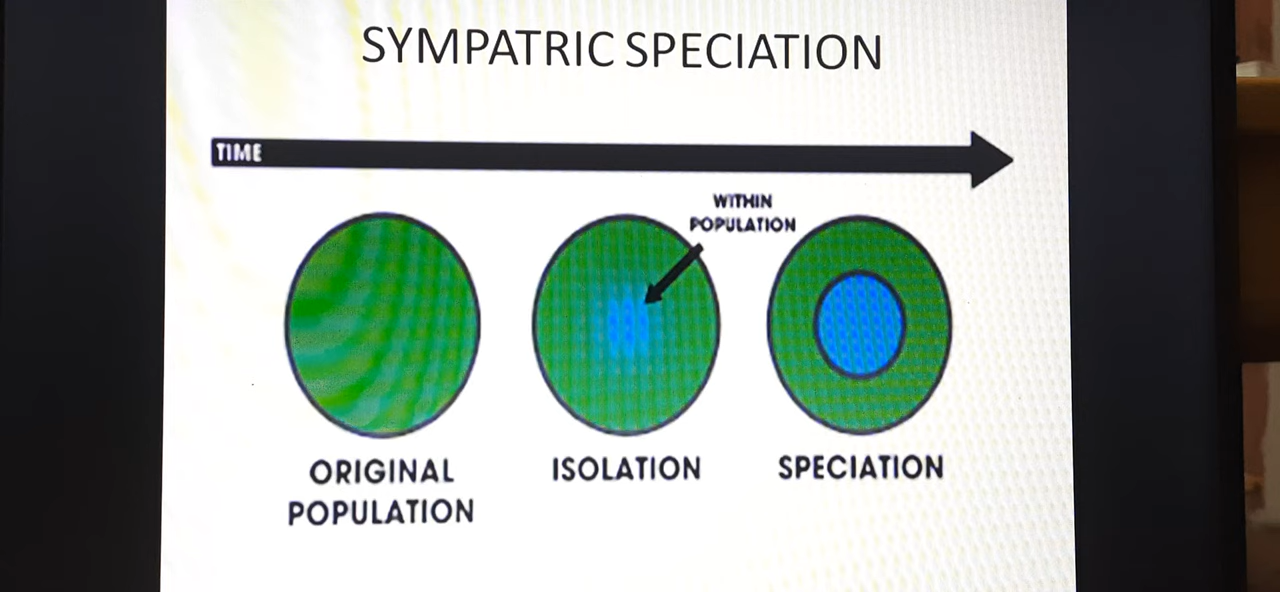 SYMPATRIC SPECIATION
TIME
WITHIN
POPULATION
ORIGINAL
POPULATION
ISOLATION
SPECIATION